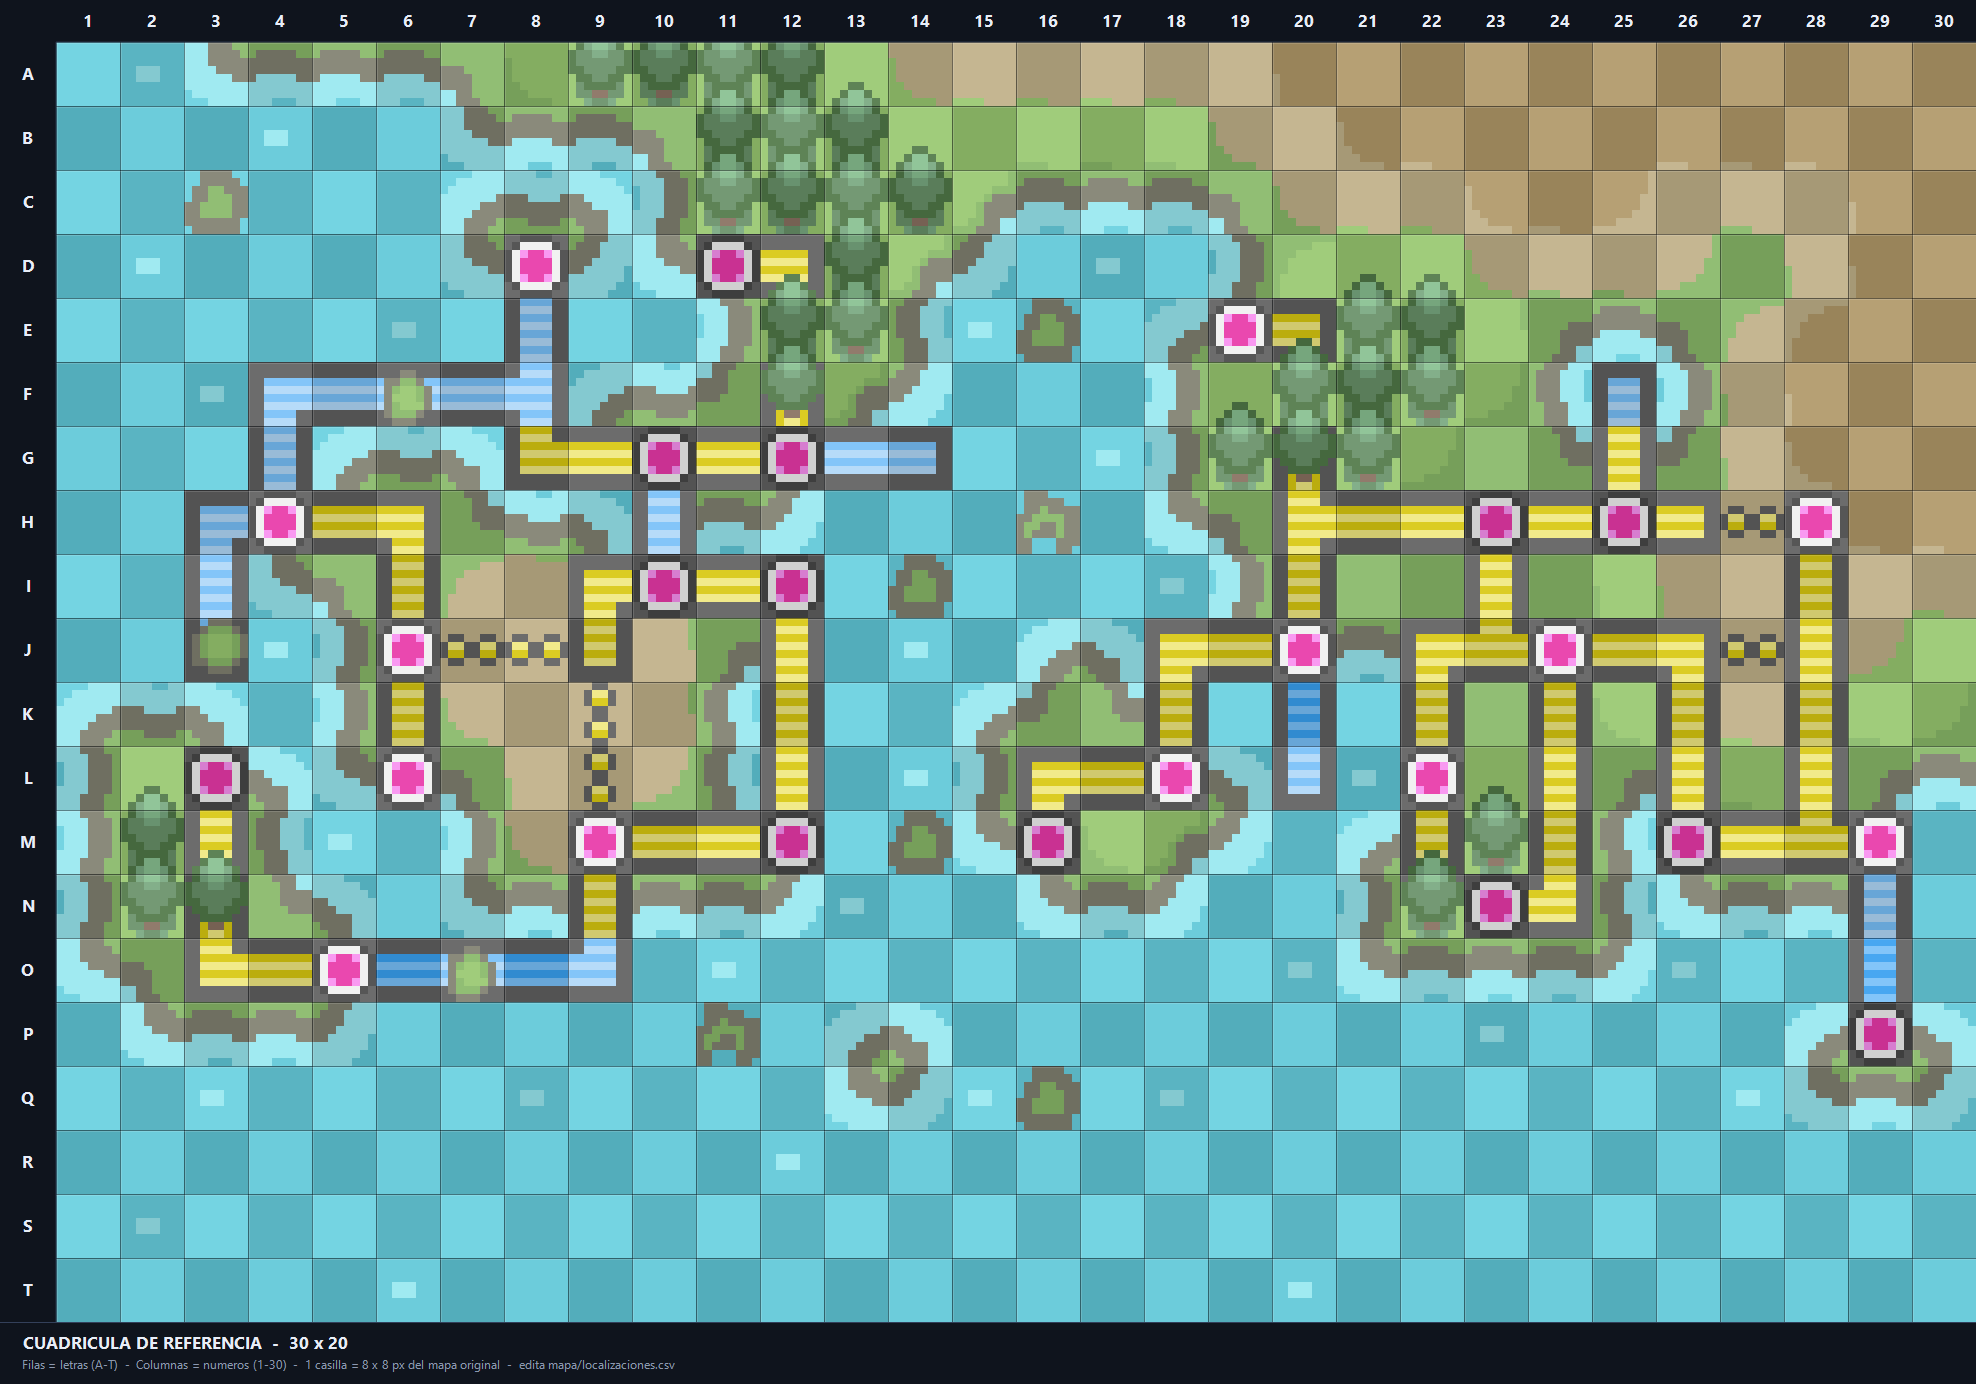 1 2 3 4 5 6 7 8 9 10 11 12 13 14 15 16 17 18 19 20 21 22 23 24 25 26 27 28 29 30
A
B
C
D
E
F
G
H
I
J
K
L
M
N
O
P
Q
R
S
T
CUADRICULA DE REFERENCIA - 30 x 20
Filas = letras (A-T) - Columnas = numeros (1-30) - 1 casilla = 8 x 8 px del mapa original - edita mapa/localizaciones.csv